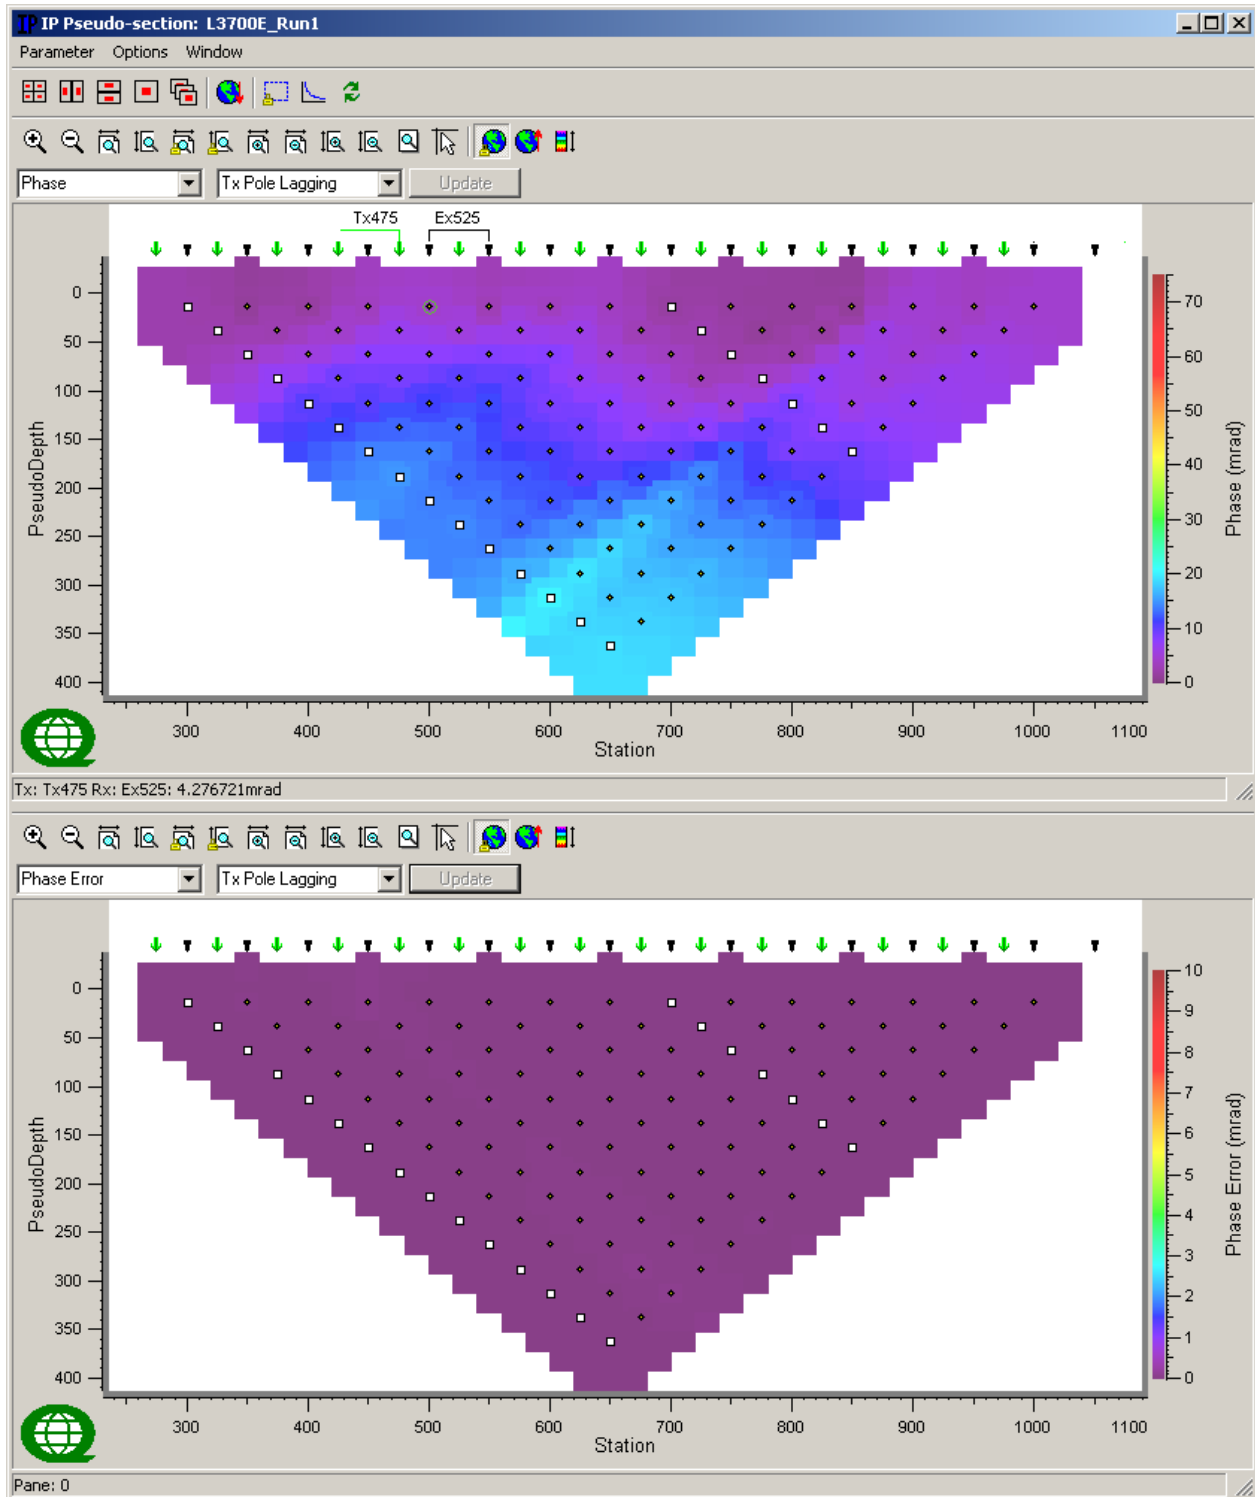 IP IP Pseudo-section: L3700E_Run1
Parameter Options Window
Phase Tx Pole Lagging Update
Tx475 Ex525
0
50
100
150
200
250
300
350
400
PseudoDepth
300 400 500 600 700 800 900 1000 1100
Station
70
60
50
40
30
20
10
0
Phase (mrad)
Tx: Tx475 Rx: Ex525: 4.276721mrad
Phase Error Tx Pole Lagging Update
0
50
100
150
200
250
300
350
400
PseudoDepth
300 400 500 600 700 800 900 1000 1100
Station
10
9
8
7
6
5
4
3
2
1
0
Phase Error (mrad)
Pane: 0